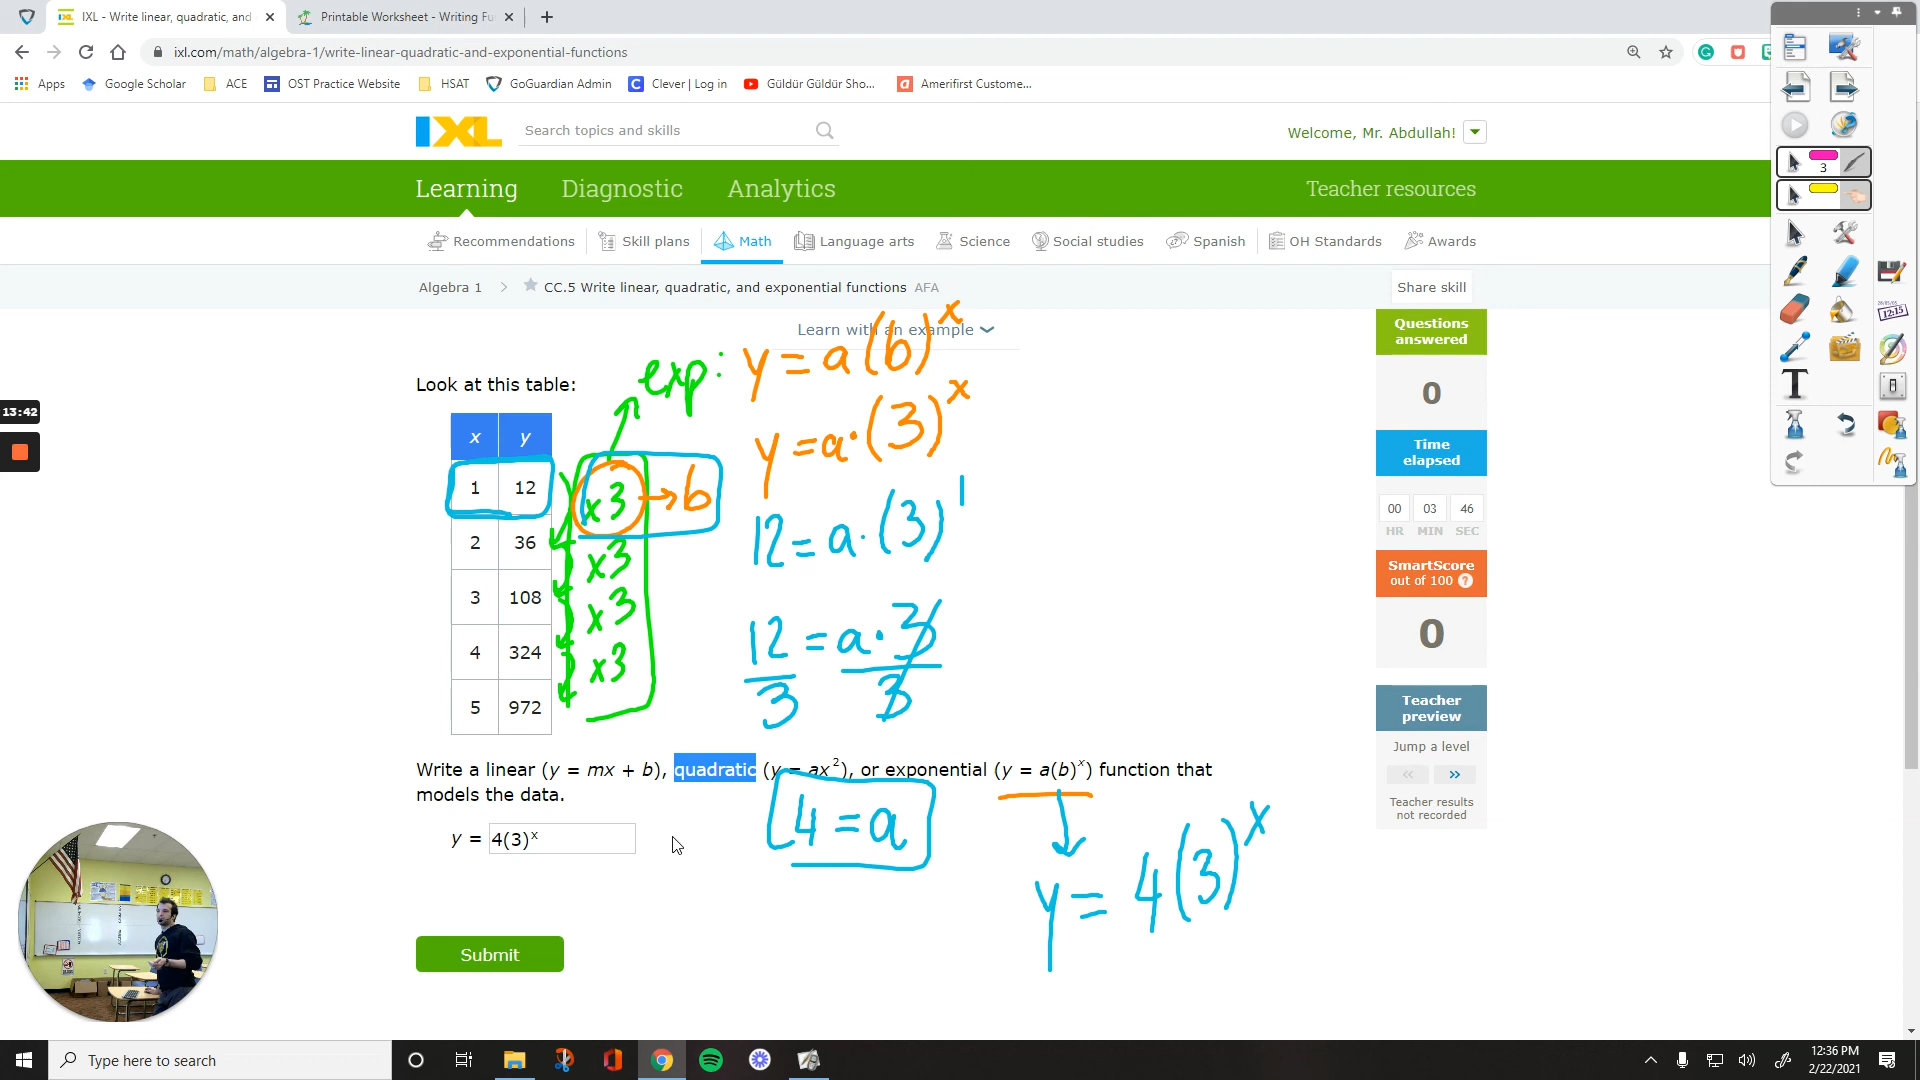 IXL - Write linear, quadratic, and
Printable Worksheet - Writing Fu
ixl.com/math/algebra-1/write-linear-quadratic-and-exponential-functions
Apps Google Scholar ACE OST Practice Website HSAT GoGuardian Admin Clever | Log in Güldür Güldür Sho... Amerifirst Custome...
IXL
Search topics and skills
Welcome, Mr. Abdullah!
Learning Diagnostic Analytics Teacher resources
Recommendations Skill plans Math Language arts Science Social studies Spanish OH Standards Awards
Algebra 1 > CC.5 Write linear, quadratic, and exponential functions AFA
Share skill
Learn with an example
exp: y = a(b)^x
Look at this table:
y = a·(3)^x
x y
1 12
2 36
3 108
4 324
5 972
x3 → b
x3
x3
x3
12 = a·(3)^1
12 = a·3
3 3
Write a linear (y = mx + b), quadratic (y = ax²), or exponential (y = a(b)ˣ) function that
models the data.
4 = a
y = 4(3)ˣ
y = 4(3)^x
Submit
Questions
answered
0
Time
elapsed
00 03 46
HR MIN SEC
SmartScore
out of 100 ?
0
Teacher
preview
Jump a level
<< >>
Teacher results
not recorded
13:42
3
T
12:15
Type here to search
12:36 PM
2/22/2021